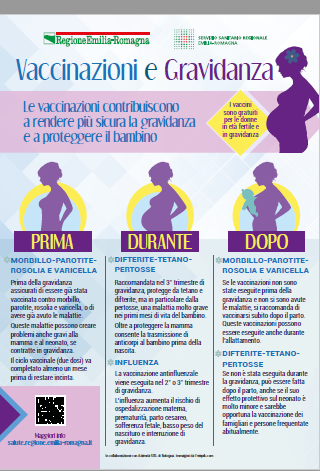 RegioneEmilia-Romagna
SERVIZIO SANITARIO REGIONALE
EMILIA-ROMAGNA
Vaccinazioni e Gravidanza
Le vaccinazioni contribuiscono
a rendere più sicura la gravidanza
e a proteggere il bambino
I vaccini
sono gratuiti
per le donne
in età fertile e
in gravidanza
PRIMA
MORBILLO-PAROTITE-
ROSOLIA E VARICELLA
Prima della gravidanza
assicurati di essere già stata
vaccinata contro morbillo,
parotite, rosolia e varicella, o di
avere già avuto le malattie.
Queste malattie possono creare
problemi anche gravi alla
mamma e al neonato, se
contratte in gravidanza.
Il ciclo vaccinale (due dosi) va
completato almeno un mese
prima di restare incinta.
Maggiori info
salute.regione.emilia-romagna.it
DURANTE
DIFTERITE-TETANO-
PERTOSSE
Raccomandata nel 3° trimestre di
gravidanza, protegge da tetano e
difterite, ma in particolare dalla
pertosse, una malattia molto grave
nei primi mesi di vita del bambino.
Oltre a proteggere la mamma
consente la trasmissione di
anticorpi al bambino prima della
nascita.
INFLUENZA
La vaccinazione antinfluenzale
viene eseguita nel 2° o 3° trimestre
di gravidanza.
L'influenza aumenta il rischio di
ospedalizzazione materna,
prematurità, parto cesareo,
sofferenza fetale, basso peso del
nascituro e interruzione di
gravidanza.
DOPO
MORBILLO-PAROTITE-
ROSOLIA E VARICELLA
Se le vaccinazioni non sono
state eseguite prima della
gravidanza e non si sono avute
le malattie, si raccomanda di
vaccinarsi subito dopo il parto.
Queste vaccinazioni possono
essere eseguite anche durante
l'allattamento.
DIFTERITE-TETANO-
PERTOSSE
Se non è stata eseguita durante
la gravidanza, può essere fatta
dopo il parto, anche se il suo
effetto protettivo sul neonato è
molto minore e sarebbe
opportuna la vaccinazione dei
famigliari e persone frequentate
abitualmente.
In collaborazione con Azienda USL di Bologna. Immagini da Freepik.com